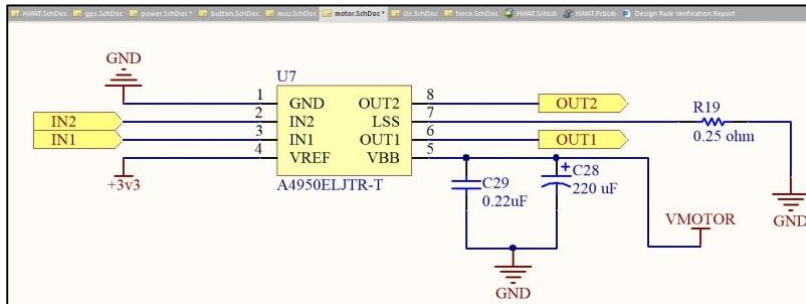 HAYAT.SchDoc gps.SchDoc power.SchDoc * button.SchDoc mcu.SchDoc motor.SchDoc * i2c.SchDoc force.SchDoc HAYAT.SchLib HAYAT.PcbLib Design Rule Verification Report
GND
U7
1 GND OUT2 8 OUT2
IN2 2 IN2 LSS 7 R19
IN1 3 IN1 OUT1 6 OUT1 0.25 ohm
4 VREF VBB 5
+3v3 A4950ELJTR-T
C29
0.22uF
+ C28
220 uF
VMOTOR
GND
GND